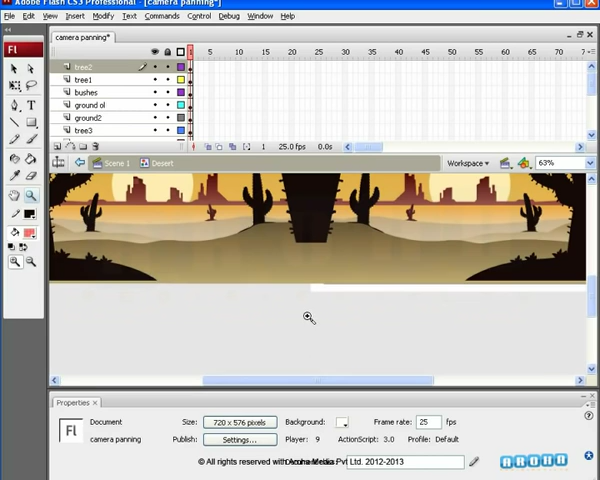 Adobe Flash CS3 Professional - [camera panning*]
File Edit View Insert Modify Text Commands Control Debug Window Help
camera panning*
Fl
1 5 10 15 20 25 30 35 40 45 50 55 60 65 70 7
tree2
tree1
bushes
ground ol
ground2
tree3
1 25.0 fps 0.0s
Scene 1 Desert Workspace 63%
Properties
Fl
Document
camera panning
Size: 720 x 576 pixels
Background:
Frame rate: 25 fps
Publish: Settings...
Player: 9 ActionScript: 3.0 Profile: Default
© All rights reserved with Aroha Media Pvt Ltd. 2012-2013
AROHA